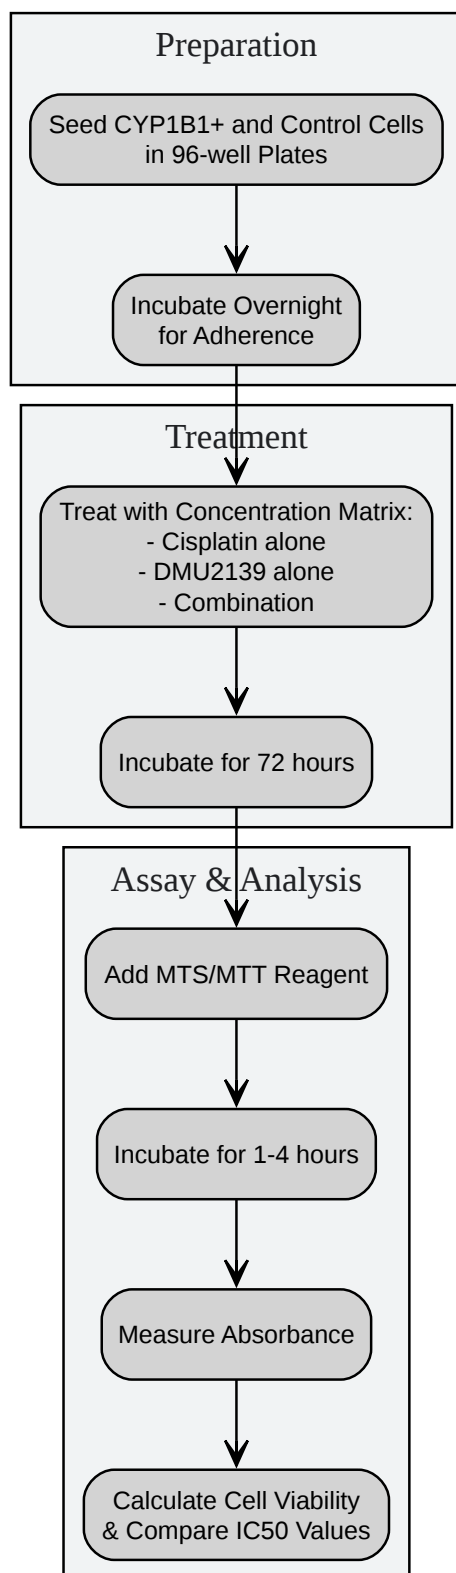 Preparation
Seed CYP1B1+ and Control Cells
in 96-well Plates
Incubate Overnight
for Adherence
Treatment
Treat with Concentration Matrix:
- Cisplatin alone
- DMU2139 alone
- Combination
Incubate for 72 hours
Assay & Analysis
Add MTS/MTT Reagent
Incubate for 1-4 hours
Measure Absorbance
Calculate Cell Viability
& Compare IC50 Values